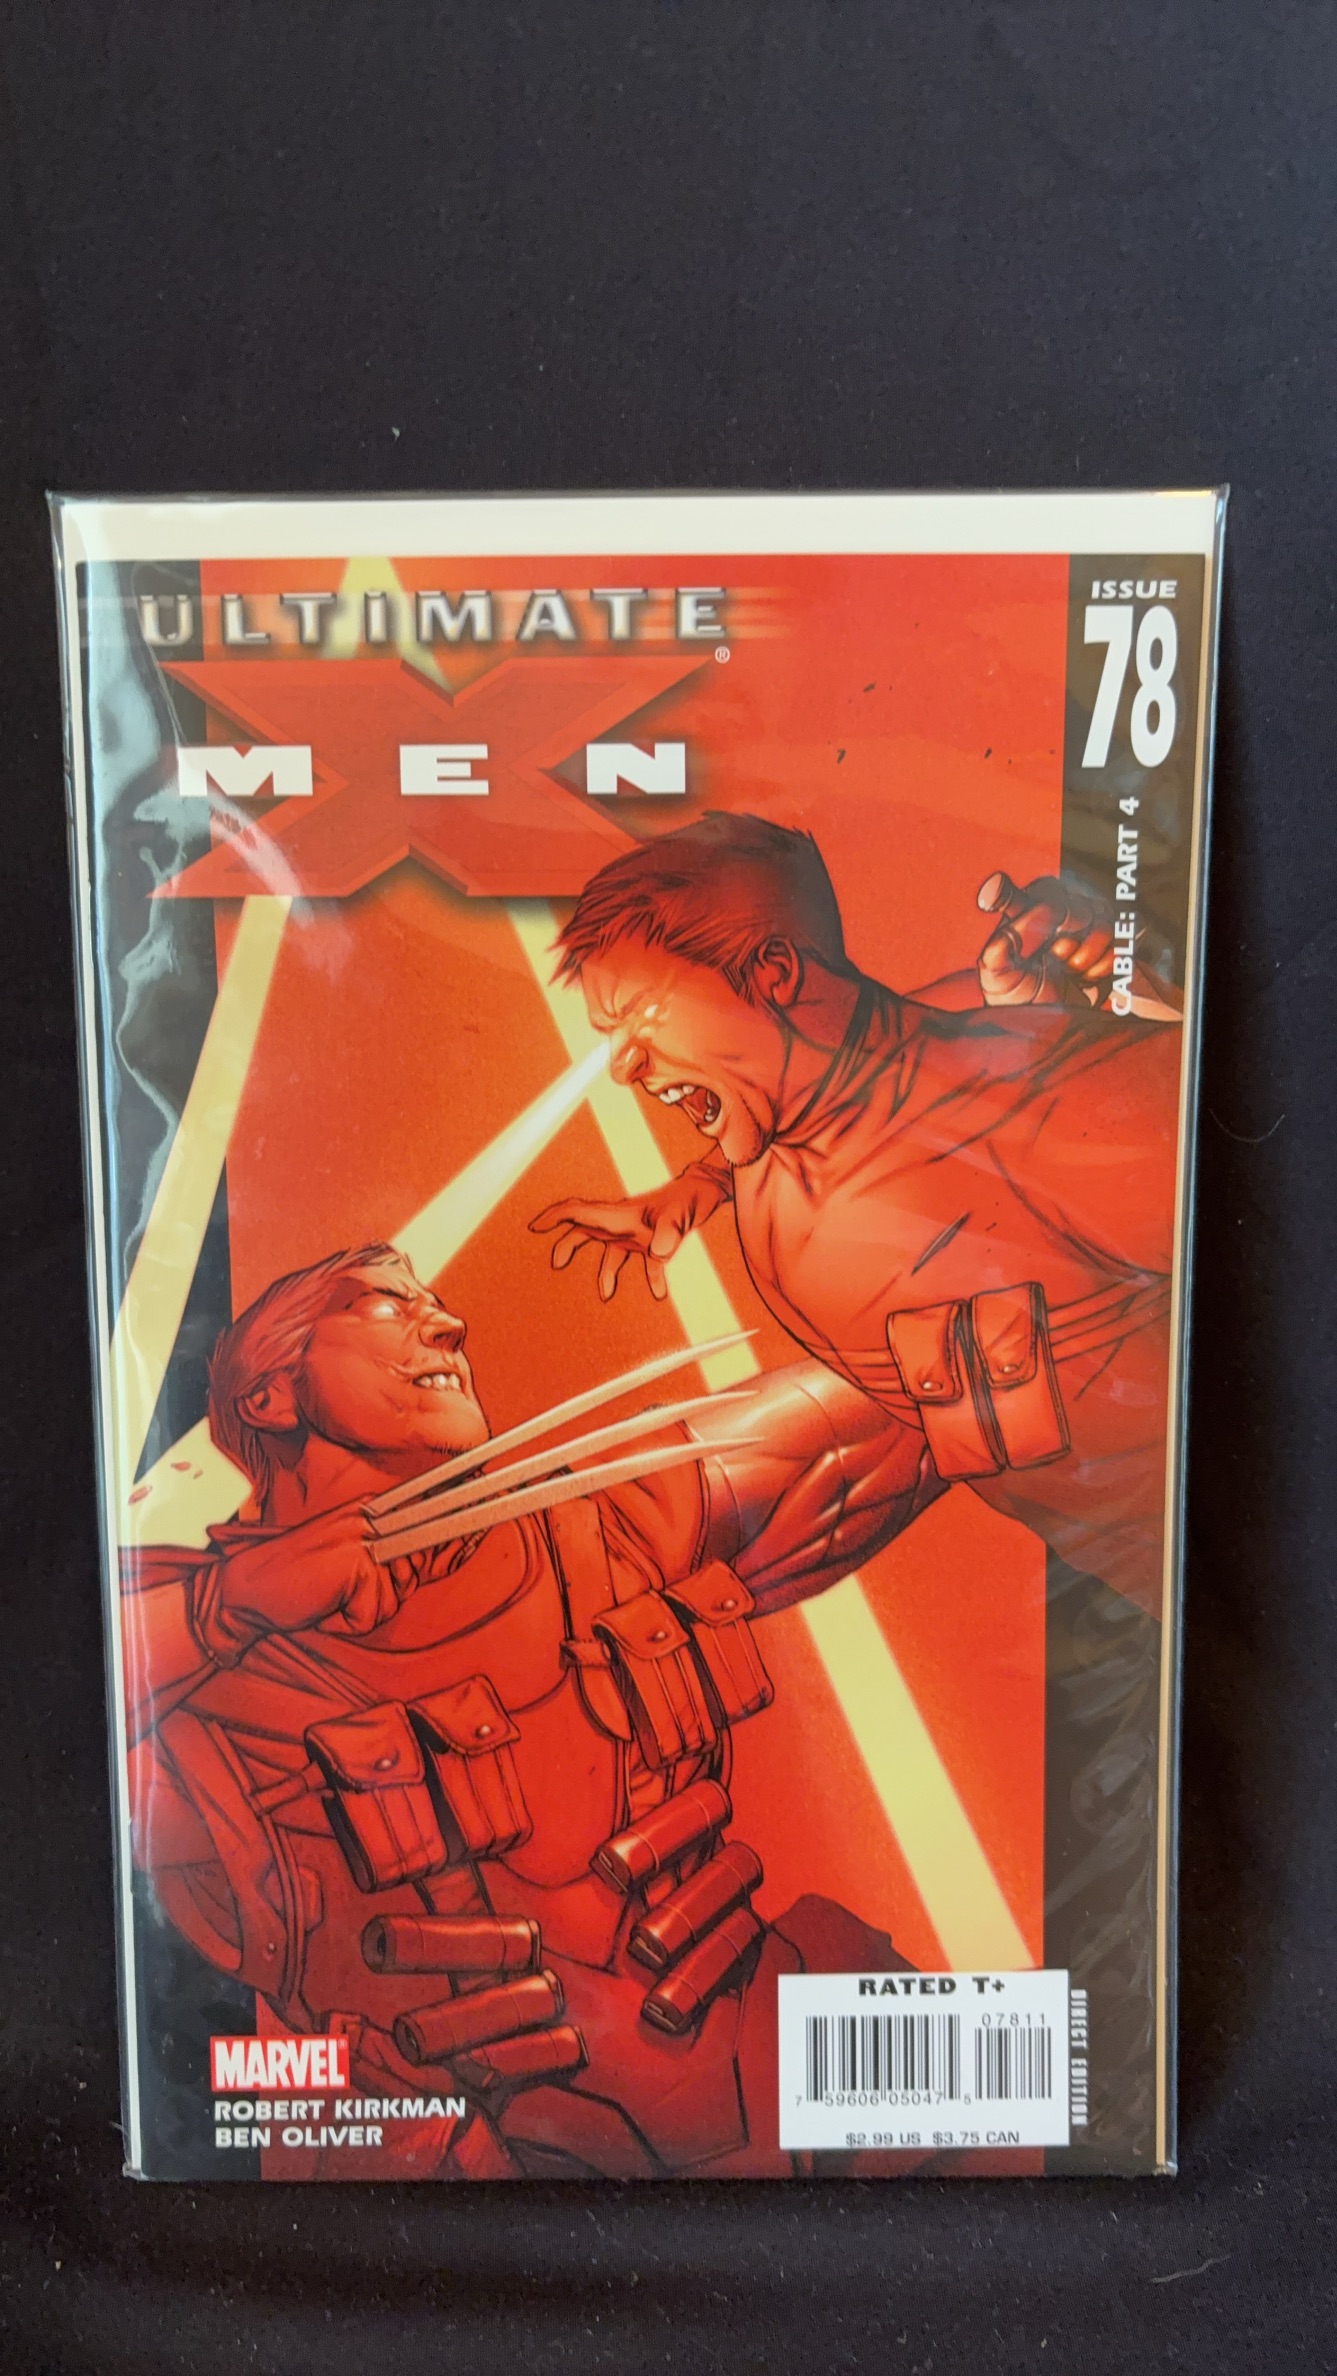 ULTIMATE
X
MEN
®
ISSUE
78
CABLE: PART 4
MARVEL
ROBERT KIRKMAN
BEN OLIVER
RATED T+
07811
7 59606 05047 5
$2.99 US $3.75 CAN
DIRECT EDITION